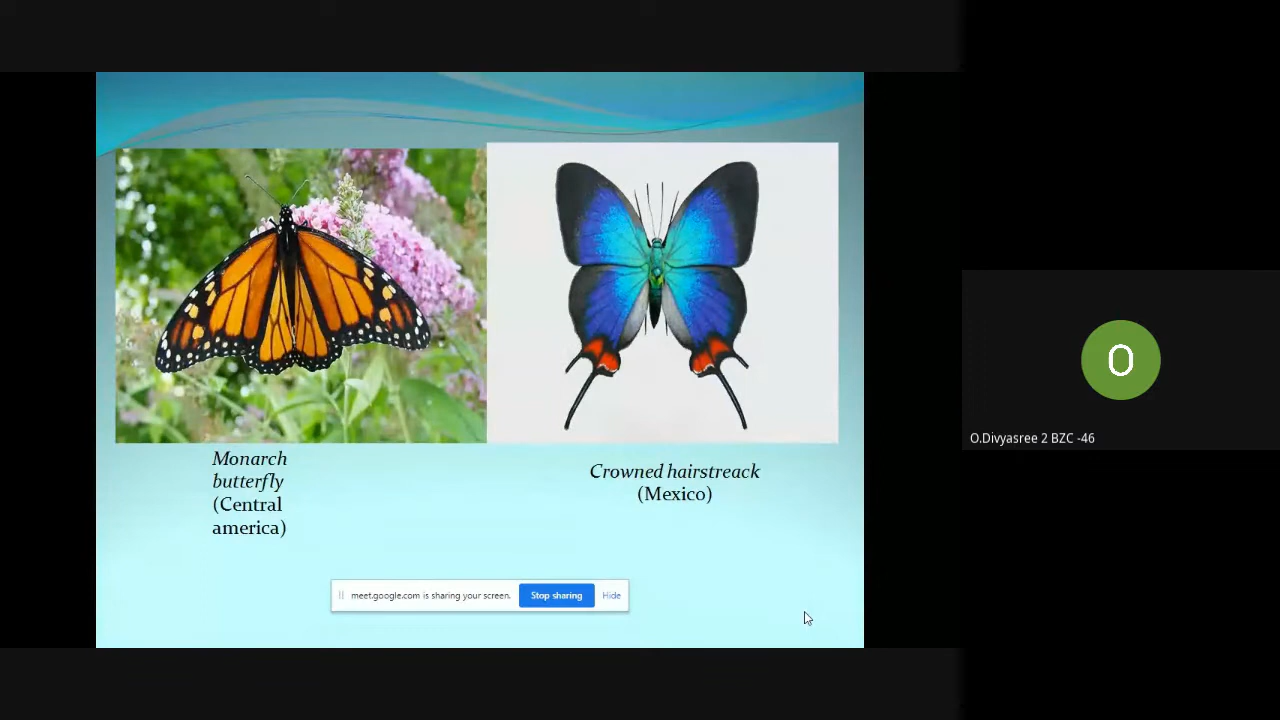 Monarch
butterfly
(Central
america)
Crowned hairstreack
(Mexico)
meet.google.com is sharing your screen.
Stop sharing
Hide
O
O.Divyasree 2 BZC -46